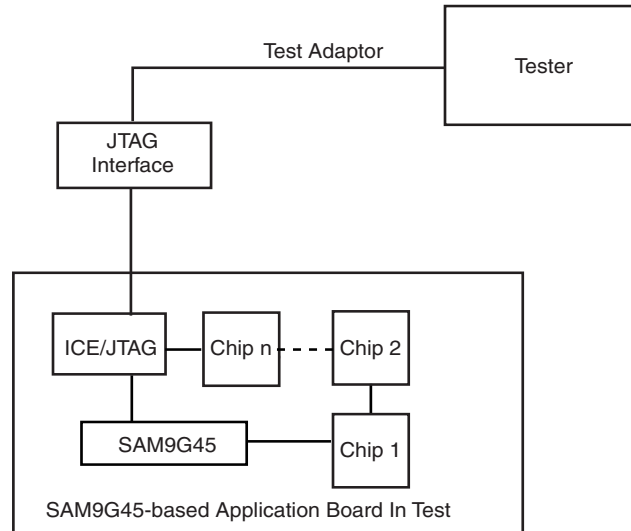 Test Adaptor
Tester
JTAG
Interface
ICE/JTAG
Chip n
Chip 2
SAM9G45
Chip 1
SAM9G45-based Application Board In Test